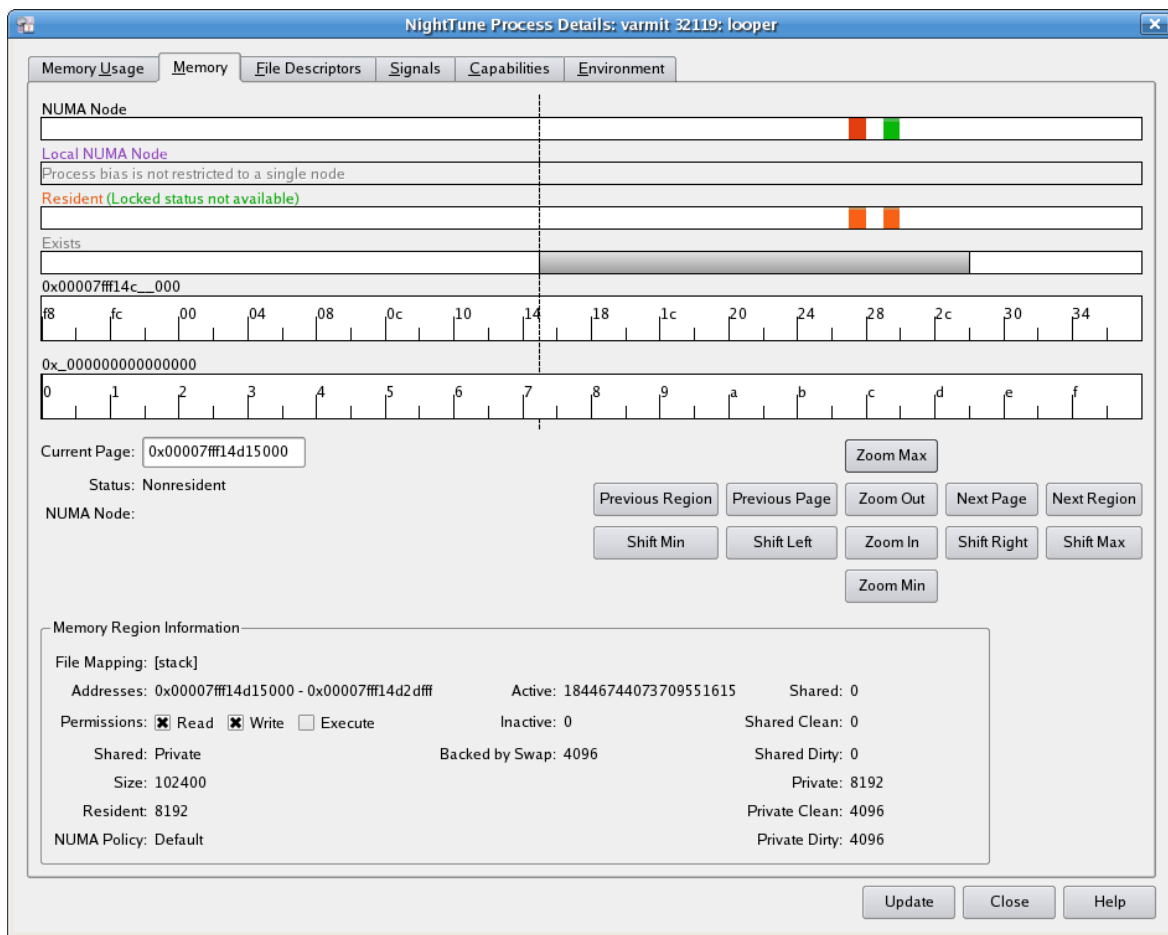 NightTune Process Details: varmit 32119: looper
Memory Usage Memory File Descriptors Signals Capabilities Environment
NUMA Node
Local NUMA Node
Process bias is not restricted to a single node
Resident (Locked status not available)
Exists
0x00007fff14c__000
f8 fc 00 04 08 0c 10 14 18 1c 20 24 28 2c 30 34
0x_000000000000000
0 1 2 3 4 5 6 7 8 9 a b c d e f
Current Page: 0x00007fff14d15000
Zoom Max
Status: Nonresident
Previous Region Previous Page Zoom Out Next Page Next Region
NUMA Node:
Shift Min Shift Left Zoom In Shift Right Shift Max
Zoom Min
Memory Region Information
File Mapping: [stack]
Addresses: 0x00007fff14d15000 - 0x00007fff14d2dfff Active: 18446744073709551615 Shared: 0
Permissions: Read Write Execute Inactive: 0 Shared Clean: 0
Shared: Private Backed by Swap: 4096 Shared Dirty: 0
Size: 102400 Private: 8192
Resident: 8192 Private Clean: 4096
NUMA Policy: Default Private Dirty: 4096
Update Close Help